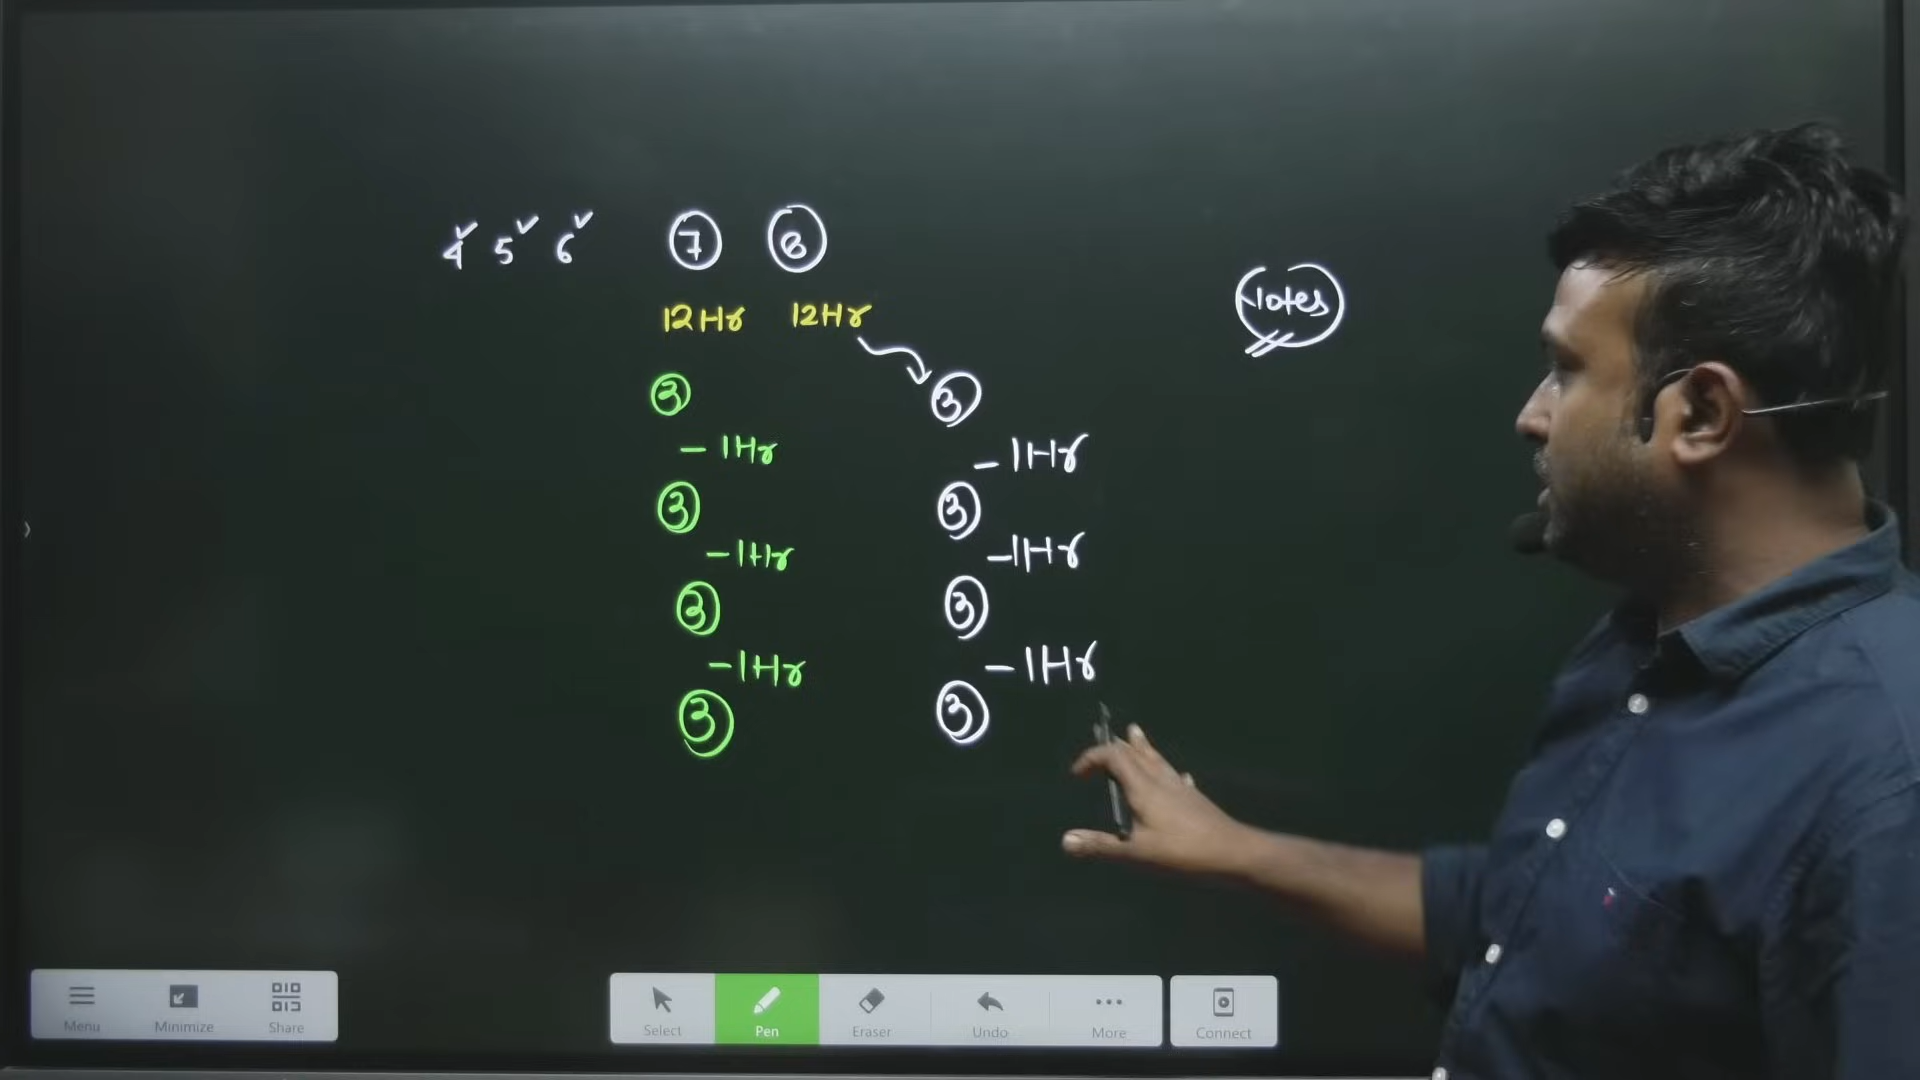 4 5 6 7 8
Notes
12Hr 12Hr
3 3
- 1Hr - 1Hr
3 3
- 1Hr - 1Hr
3 3
- 1Hr - 1Hr
3 3
Menu Minimize Share Select Pen Eraser Undo More Connect